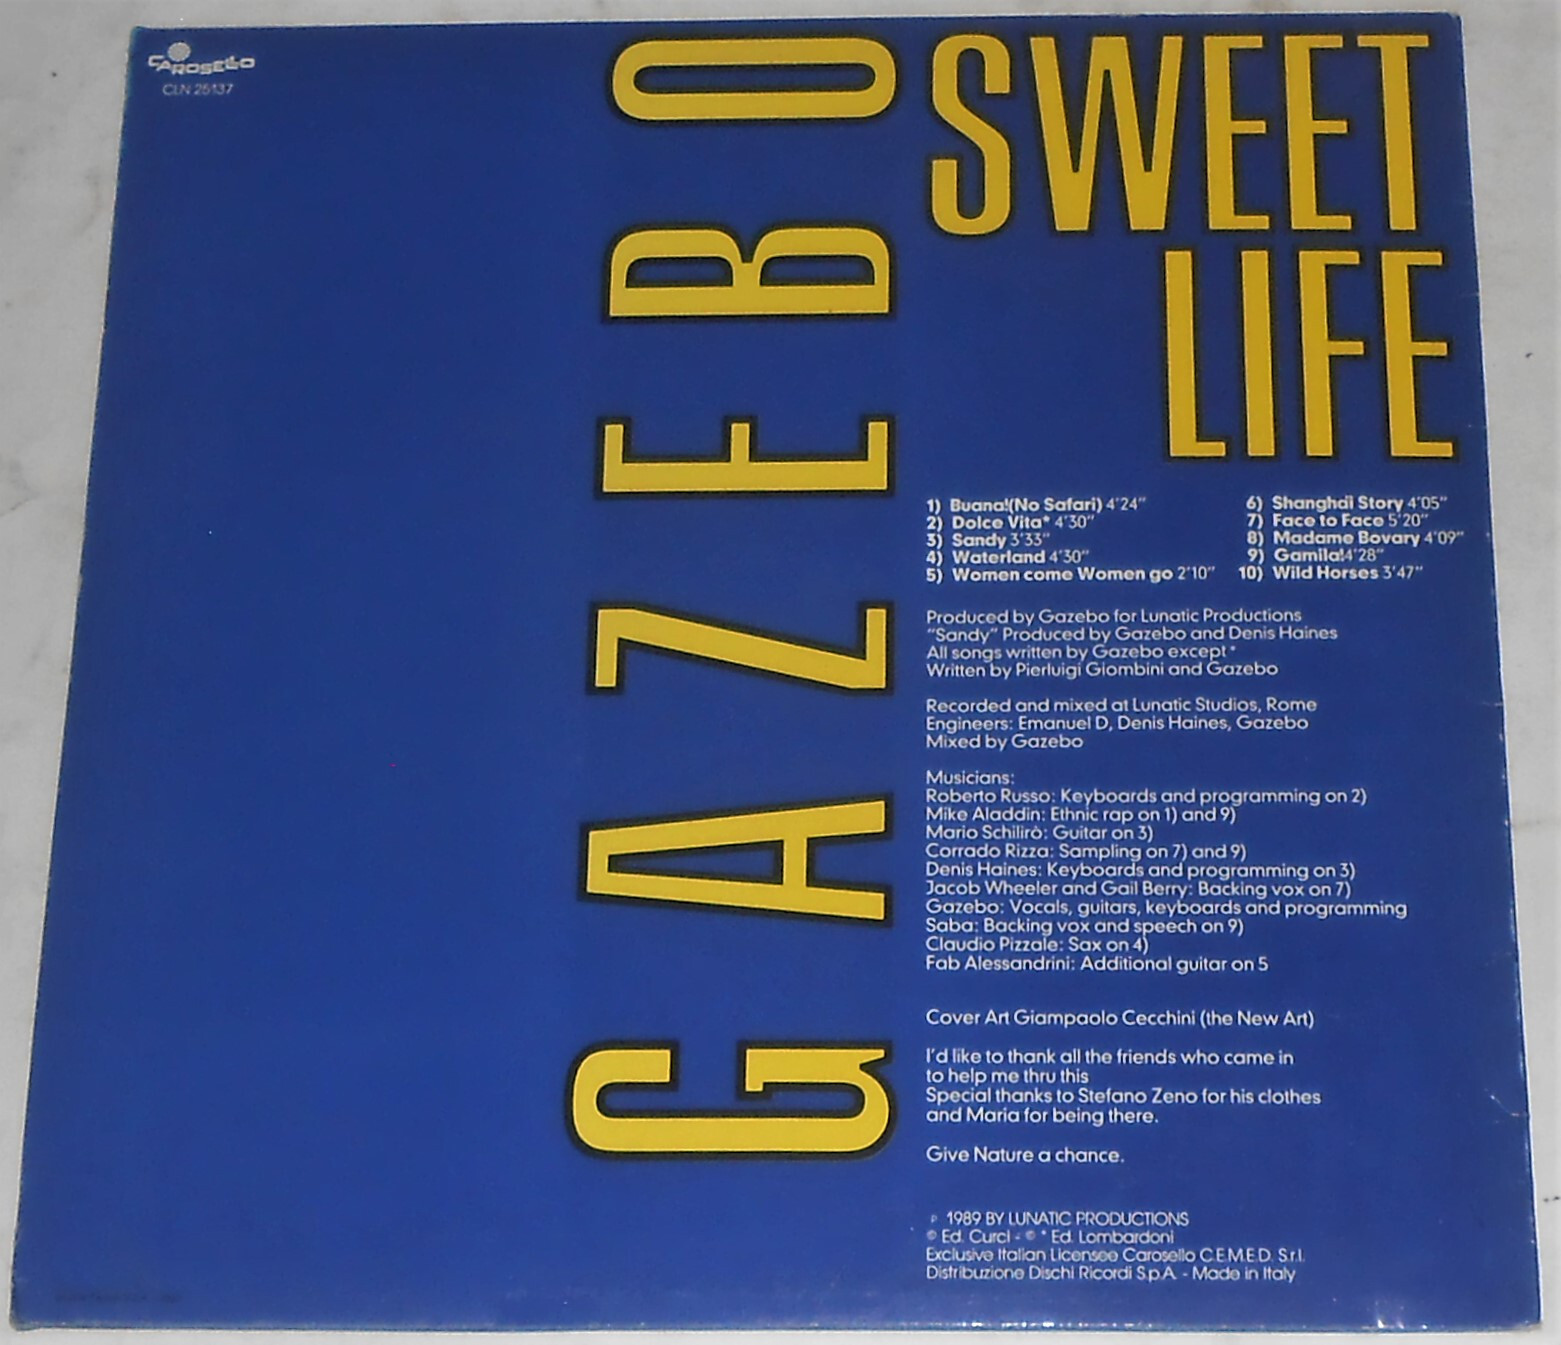 CAROSELLO
CLN 25137
GAZEBO
SWEET
LIFE
1) Buana!(No Safari) 4'24"
2) Dolce Vita* 4'30"
3) Sandy 3'33"
4) Waterland 4'30"
5) Women come Women go 2'10"
6) Shanghaï Story 4'05"
7) Face to Face 5'20"
8) Madame Bovary 4'09"
9) Gamila!4'28"
10) Wild Horses 3'47"
Produced by Gazebo for Lunatic Productions
"Sandy" Produced by Gazebo and Denis Haines
All songs written by Gazebo except *
Written by Pierluigi Giombini and Gazebo
Recorded and mixed at Lunatic Studios, Rome
Engineers: Emanuel D, Denis Haines, Gazebo
Mixed by Gazebo
Musicians:
Roberto Russo: Keyboards and programming on 2)
Mike Aladdin: Ethnic rap on 1) and 9)
Mario Schilirò: Guitar on 3)
Corrado Rizza: Sampling on 7) and 9)
Denis Haines: Keyboards and programming on 3)
Jacob Wheeler and Gail Berry: Backing vox on 7)
Gazebo: Vocals, guitars, keyboards and programming
Saba: Backing vox and speech on 9)
Claudio Pizzale: Sax on 4)
Fab Alessandrini: Additional guitar on 5
Cover Art Giampaolo Cecchini (the New Art)
I'd like to thank all the friends who came in
to help me thru this
Special thanks to Stefano Zeno for his clothes
and Maria for being there.
Give Nature a chance.
℗ 1989 BY LUNATIC PRODUCTIONS
© Ed. Curci - © * Ed. Lombardoni
Exclusive Italian Licensee Carosello C.E.M.E.D. S.r.l.
Distribuzione Dischi Ricordi S.p.A. - Made in Italy